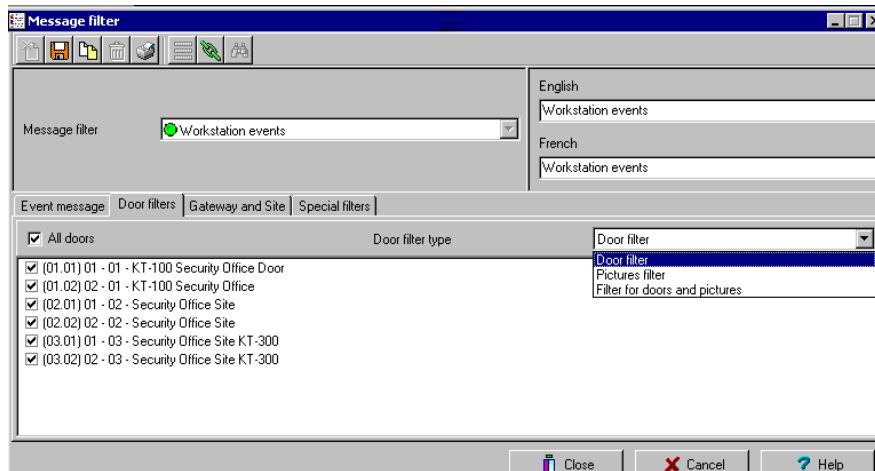 Message filter
English
Workstation events
Message filter
Workstation events
French
Workstation events
Event message
Door filters
Gateway and Site
Special filters
All doors
Door filter type
Door filter
Door filter
Pictures filter
Filter for doors and pictures
(01.01) 01 - 01 - KT-100 Security Office Door
(01.02) 02 - 01 - KT-100 Security Office
(02.01) 01 - 02 - Security Office Site
(02.02) 02 - 02 - Security Office Site
(03.01) 01 - 03 - Security Office Site KT-300
(03.02) 02 - 03 - Security Office Site KT-300
Close
Cancel
Help